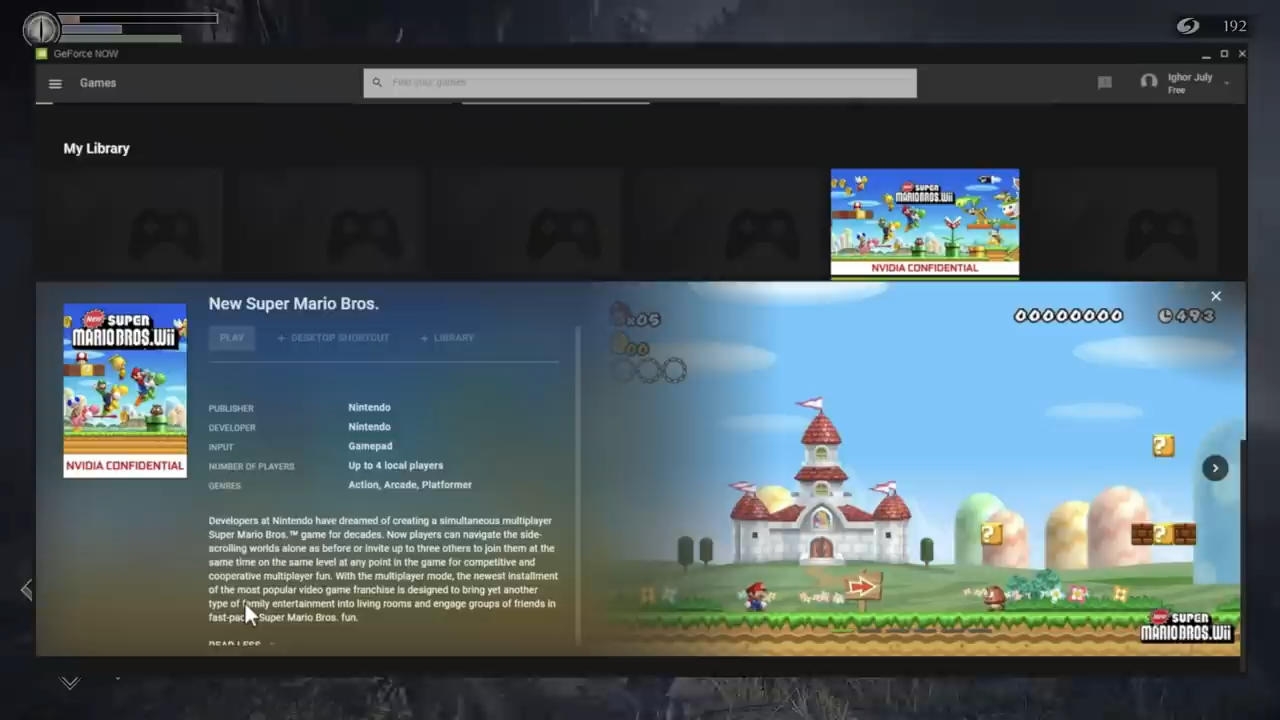 192
GeForce NOW
Games
Find your games
Ighor July
Free
My Library
New SUPER
MARIO BROS. Wii
NVIDIA CONFIDENTIAL
New Super Mario Bros.
PLAY
+ DESKTOP SHORTCUT
+ LIBRARY
New SUPER
MARIO BROS. Wii
NVIDIA CONFIDENTIAL
PUBLISHER Nintendo
DEVELOPER Nintendo
INPUT Gamepad
NUMBER OF PLAYERS Up to 4 local players
GENRES Action, Arcade, Platformer
Developers at Nintendo have dreamed of creating a simultaneous multiplayer
Super Mario Bros.™ game for decades. Now players can navigate the side-
scrolling worlds alone as before or invite up to three others to join them at the
same time on the same level at any point in the game for competitive and
cooperative multiplayer fun. With the multiplayer mode, the newest installment
of the most popular video game franchise is designed to bring yet another
type of family entertainment into living rooms and engage groups of friends in
Super Mario Bros. fun.
READ LESS
x05
00
00000000
493
New SUPER
MARIO BROS. Wii